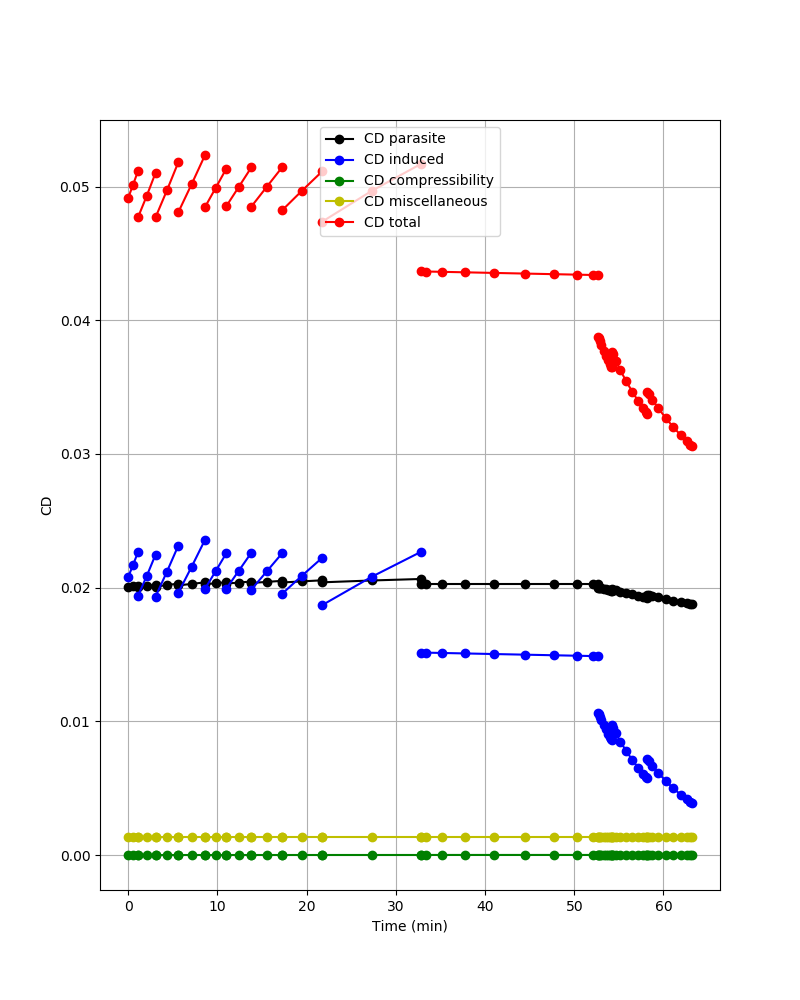 CD parasite
CD induced
CD compressibility
CD miscellaneous
CD total
0.05
0.04
0.03
0.02
0.01
0.00
CD
0 10 20 30 40 50 60
Time (min)